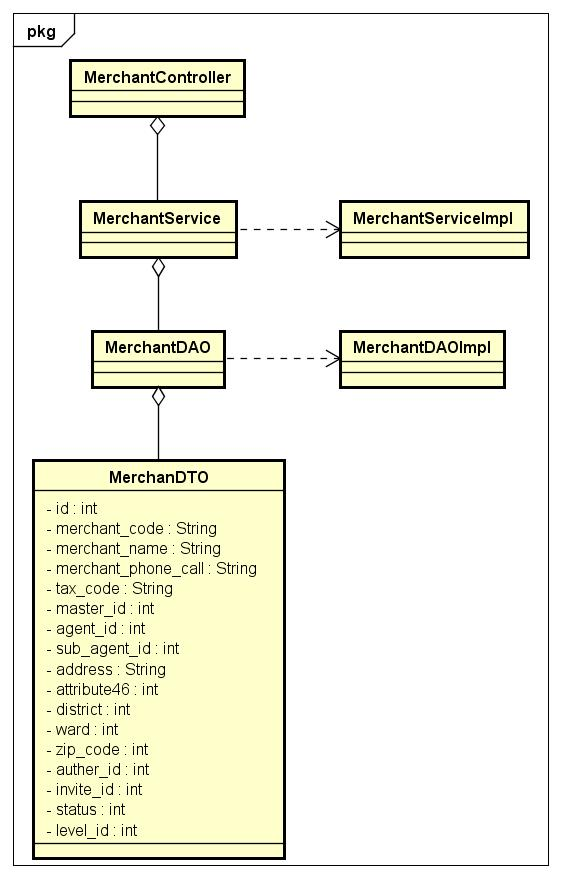 pkg
MerchantController
MerchantService
MerchantServiceImpl
MerchantDAO
MerchantDAOImpl
MerchanDTO
- id : int
- merchant_code : String
- merchant_name : String
- merchant_phone_call : String
- tax_code : String
- master_id : int
- agent_id : int
- sub_agent_id : int
- address : String
- attribute46 : int
- district : int
- ward : int
- zip_code : int
- auther_id : int
- invite_id : int
- status : int
- level_id : int